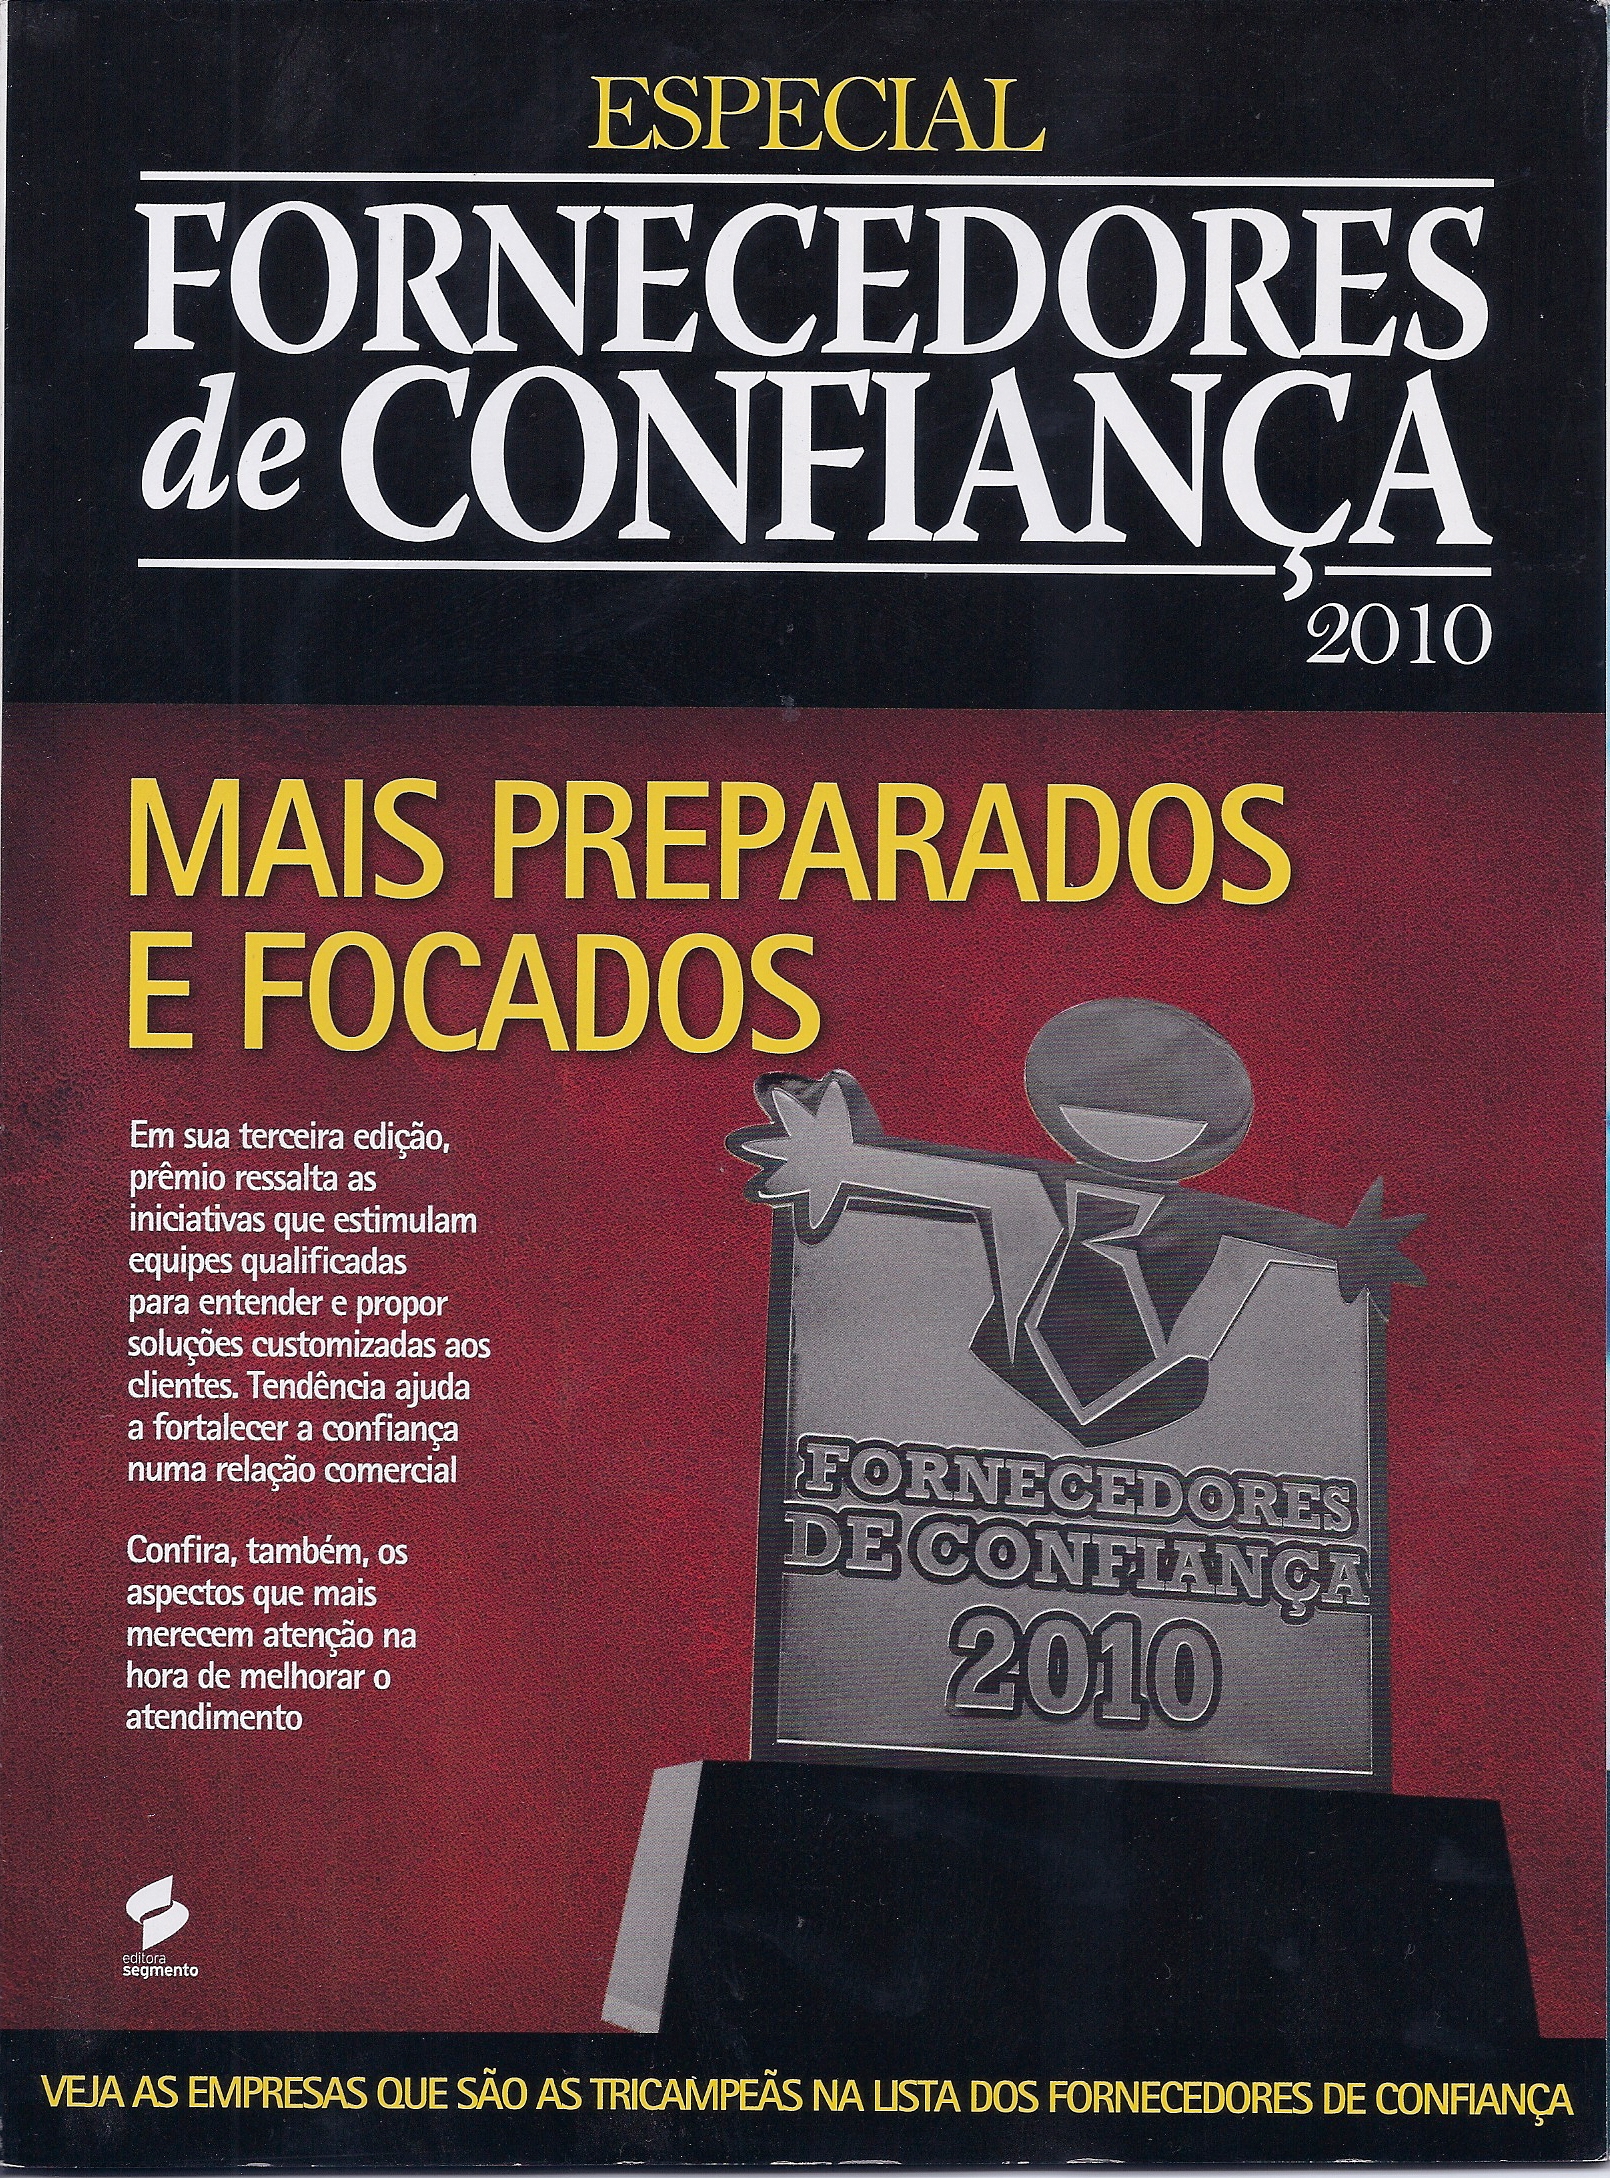 ESPECIAL
FORNECEDORES
de CONFIANÇA
2010
MAIS PREPARADOS
E FOCADOS
Em sua terceira edição,
prêmio ressalta as
iniciativas que estimulam
equipes qualificadas
para entender e propor
soluções customizadas aos
clientes. Tendência ajuda
a fortalecer a confiança
numa relação comercial
Confira, também, os
aspectos que mais
merecem atenção na
hora de melhorar o
atendimento
FORNECEDORES
DE CONFIANÇA
2010
editora
segmento
VEJA AS EMPRESAS QUE SÃO AS TRICAMPEÃS NA LISTA DOS FORNECEDORES DE CONFIANÇA